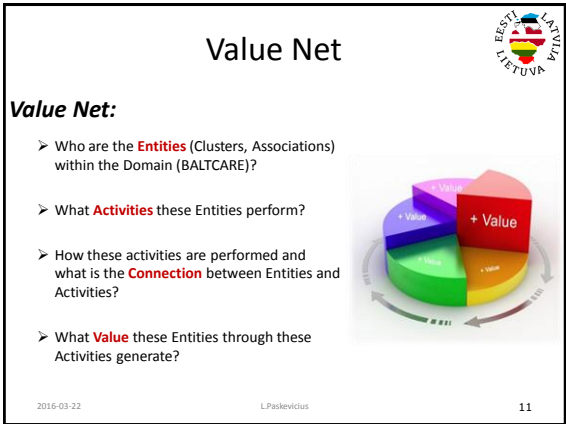 Value Net
EESTI LATVIJA
LIETUVA
Value Net:
➢ Who are the Entities (Clusters, Associations)
within the Domain (BALTCARE)?
➢ What Activities these Entities perform?
➢ How these activities are performed and
what is the Connection between Entities and
Activities?
➢ What Value these Entities through these
Activities generate?
+ Value
+ Value
+ Value
+ Value
+ Value
2016-03-22
L.Paskevicius
11